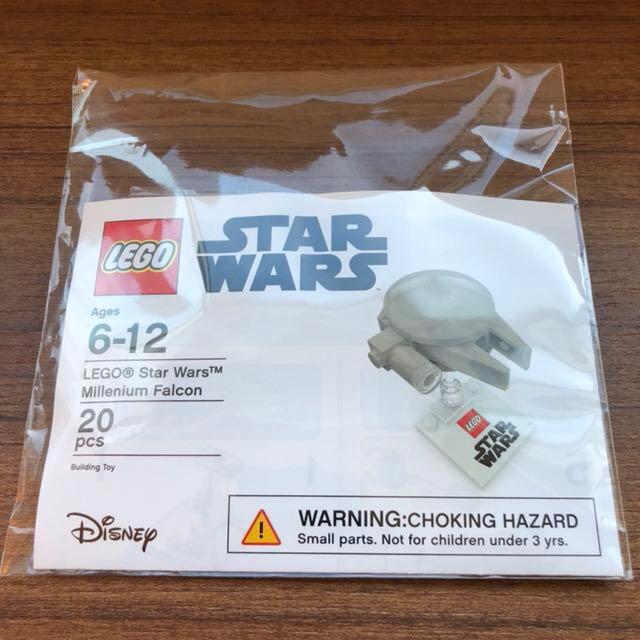 LEGO
STAR
WARS
Ages
6-12
LEGO® Star Wars™
Millenium Falcon
20
pcs
Building Toy
LEGO
STAR
WARS
Disney
WARNING:CHOKING HAZARD
Small parts. Not for children under 3 yrs.